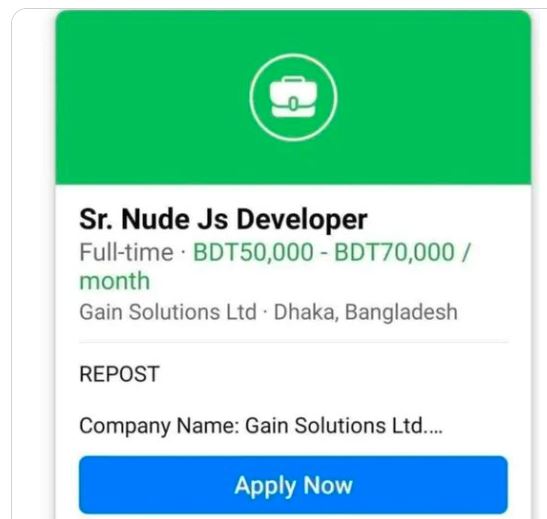 Sr. Nude Js Developer
Full-time · BDT50,000 - BDT70,000 /
month
Gain Solutions Ltd · Dhaka, Bangladesh
REPOST
Company Name: Gain Solutions Ltd....
Apply Now